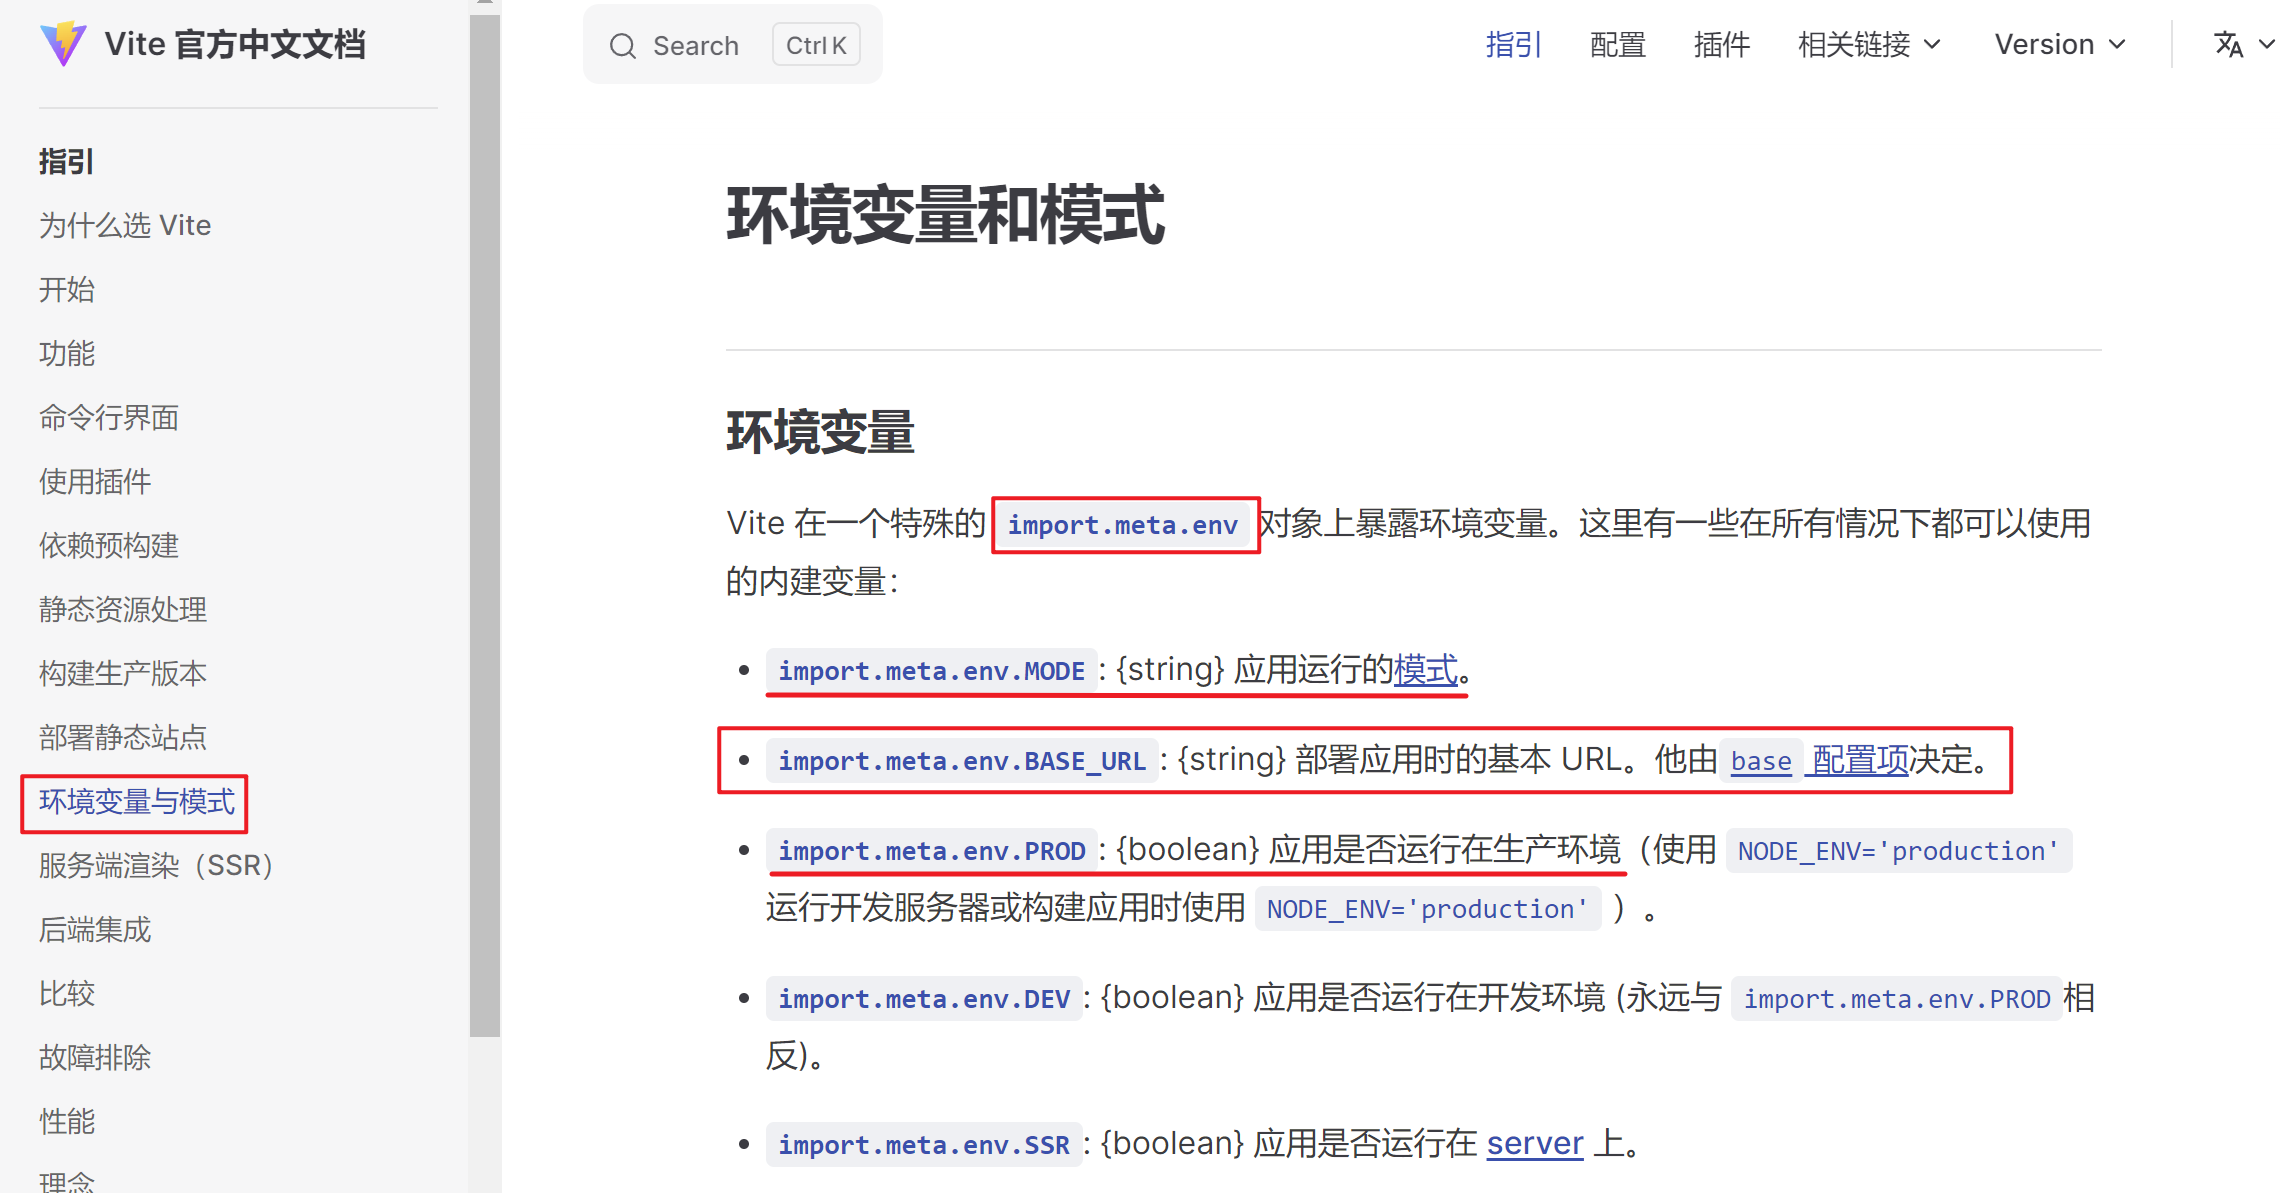 Vite 官方中文文档
Search Ctrl K
指引 配置 插件 相关链接 Version
指引
为什么选 Vite
开始
功能
命令行界面
使用插件
依赖预构建
静态资源处理
构建生产版本
部署静态站点
环境变量与模式
服务端渲染（SSR）
后端集成
比较
故障排除
性能
理念
环境变量和模式
环境变量
Vite 在一个特殊的 import.meta.env 对象上暴露环境变量。这里有一些在所有情况下都可以使用
的内建变量：
import.meta.env.MODE: {string} 应用运行的模式。
import.meta.env.BASE_URL: {string} 部署应用时的基本 URL。他由 base 配置项决定。
import.meta.env.PROD: {boolean} 应用是否运行在生产环境（使用 NODE_ENV='production'
运行开发服务器或构建应用时使用 NODE_ENV='production' ）。
import.meta.env.DEV: {boolean} 应用是否运行在开发环境 (永远与 import.meta.env.PROD 相
反)。
import.meta.env.SSR: {boolean} 应用是否运行在 server 上。